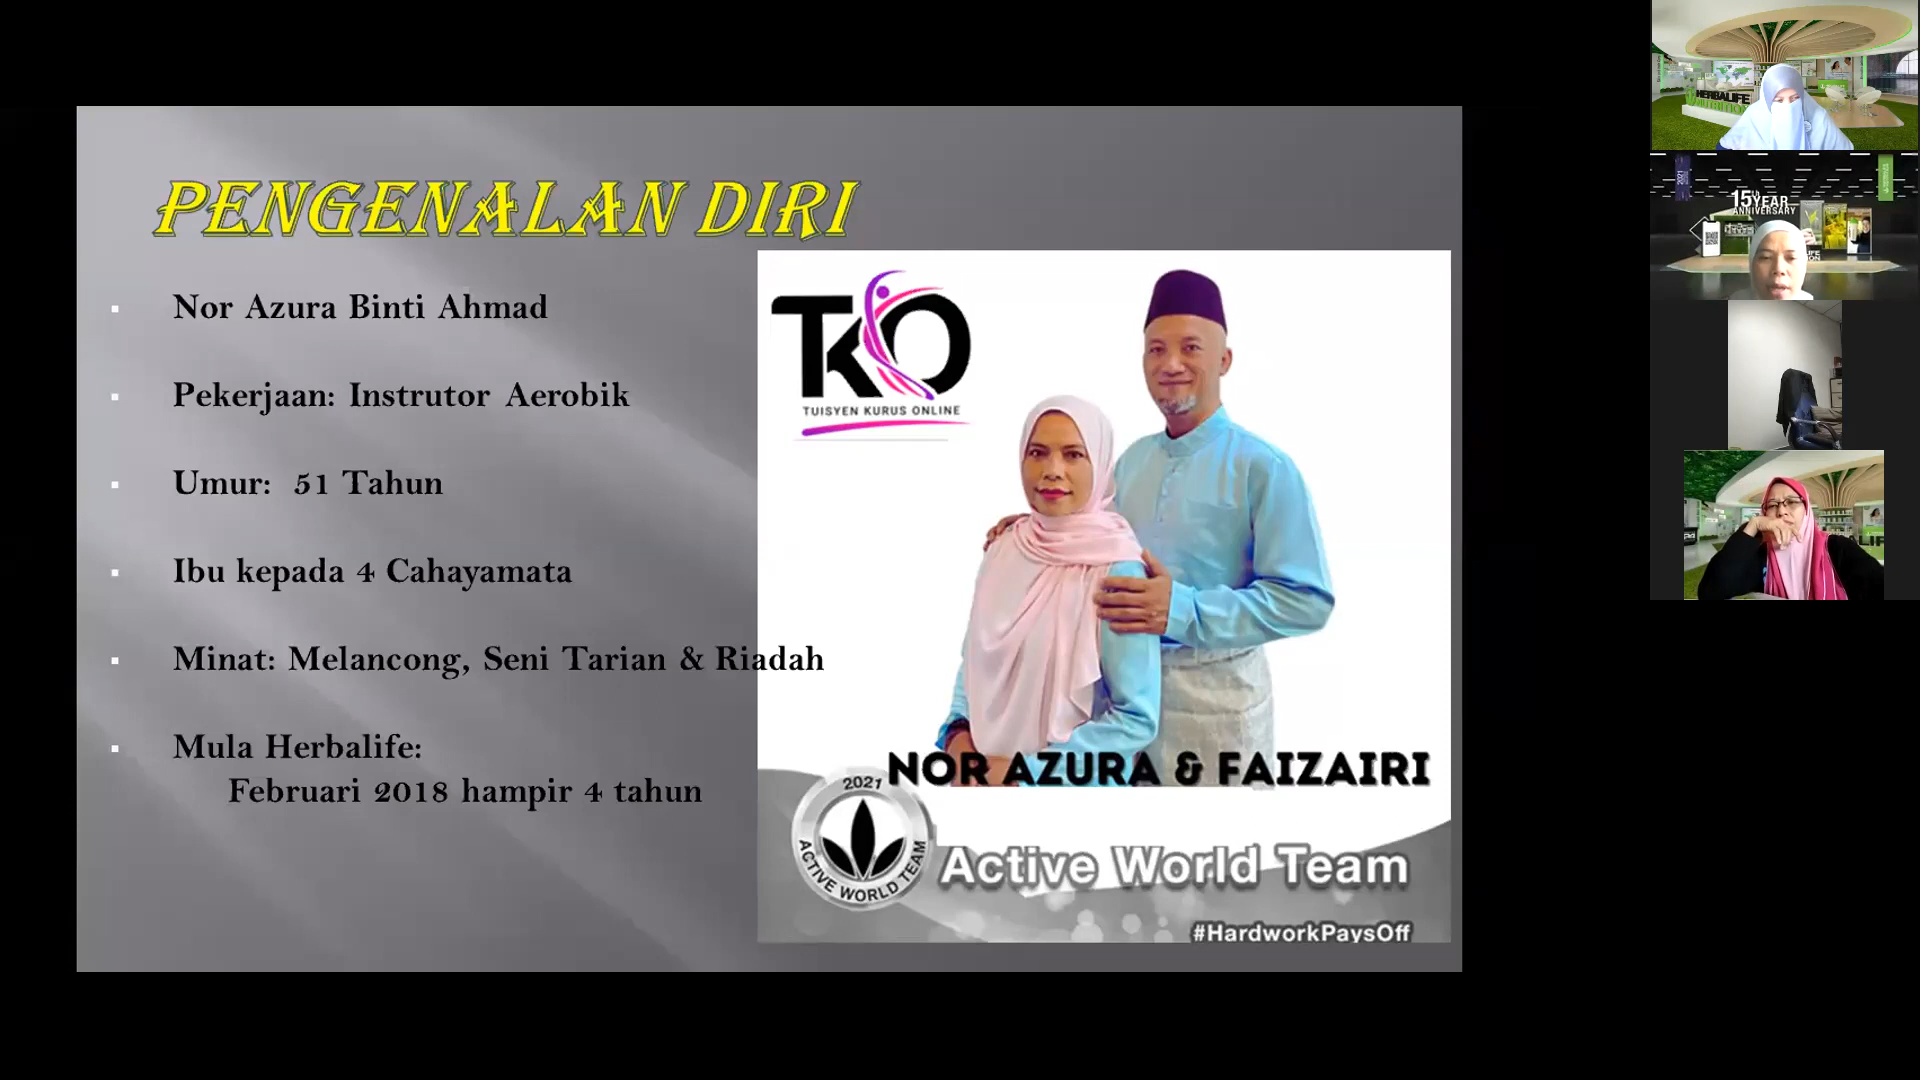 PENGENALAN DIRI
Nor Azura Binti Ahmad
Pekerjaan: Instrutor Aerobik
Umur: 51 Tahun
Ibu kepada 4 Cahayamata
Minat: Melancong, Seni Tarian & Riadah
Mula Herbalife:
Februari 2018 hampir 4 tahun
TKO
TUISYEN KURUS ONLINE
NOR AZURA & FAIZAIRI
2021
ACTIVE WORLD TEAM
Active World Team
#HardworkPaysOff
HERBALIFE
15th YEAR
ANNIVERSARY